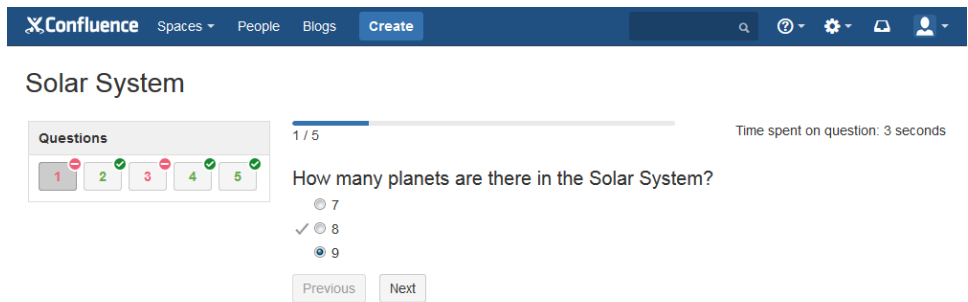 Confluence Spaces People Blogs Create
Solar System
Questions
1 2 3 4 5
1 / 5
Time spent on question: 3 seconds
How many planets are there in the Solar System?
7
8
9
Previous Next